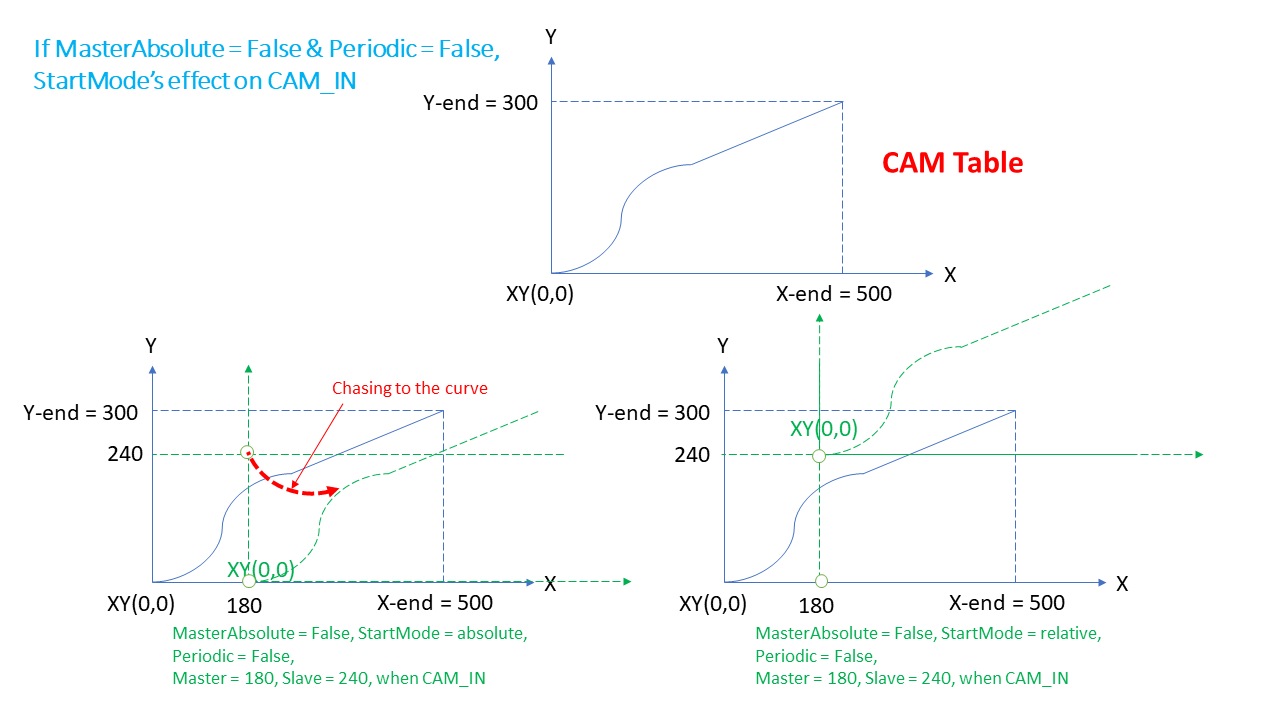 If MasterAbsolute = False & Periodic = False,
StartMode's effect on CAM_IN
Y
Y-end = 300
CAM Table
X
XY(0,0)
X-end = 500
Y
Chasing to the curve
Y-end = 300
240
XY(0,0)
X
XY(0,0)
180
X-end = 500
MasterAbsolute = False, StartMode = absolute,
Periodic = False,
Master = 180, Slave = 240, when CAM_IN
Y
Y-end = 300
XY(0,0)
240
X
XY(0,0)
180
X-end = 500
MasterAbsolute = False, StartMode = relative,
Periodic = False,
Master = 180, Slave = 240, when CAM_IN